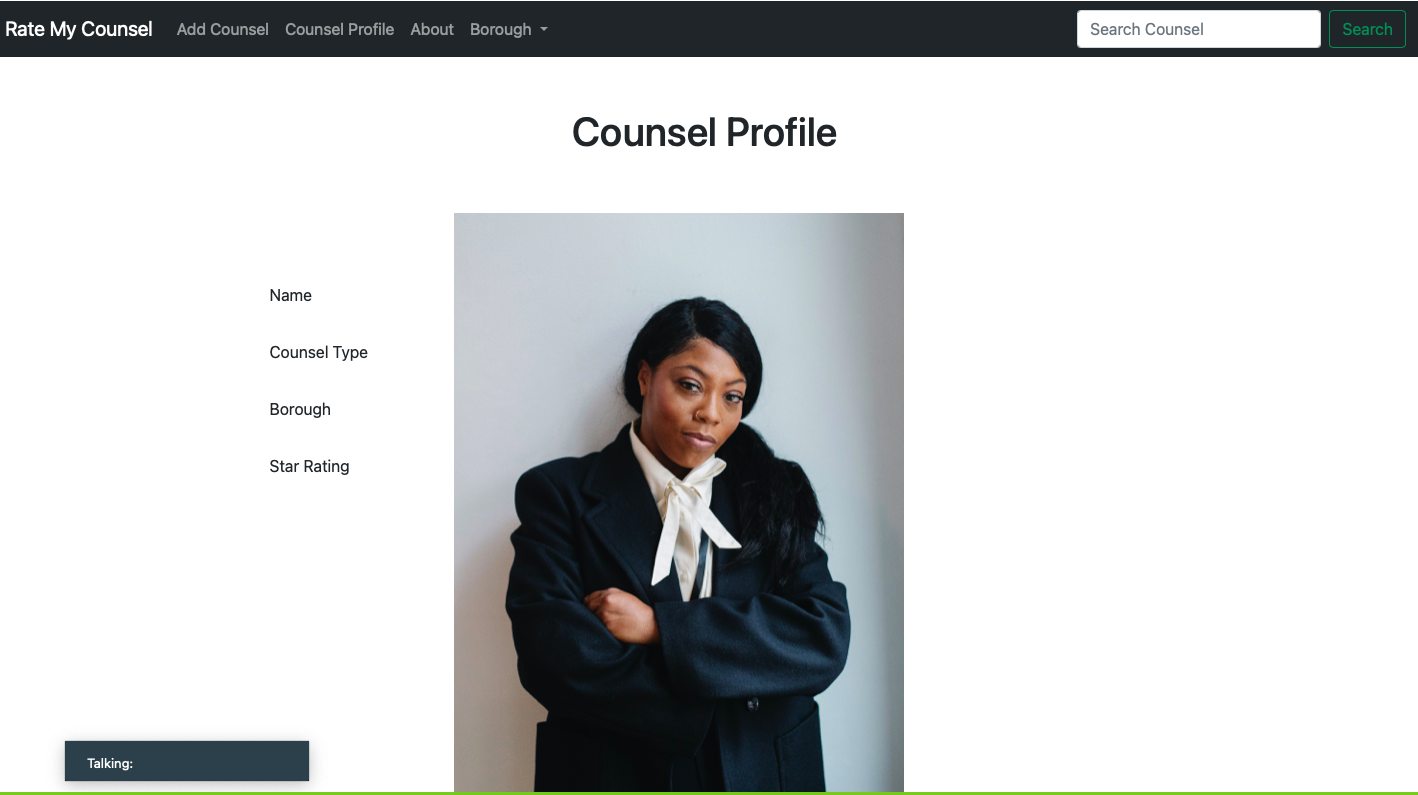 Rate My Counsel Add Counsel Counsel Profile About Borough Search Counsel Search
Counsel Profile
Name
Counsel Type
Borough
Star Rating
Talking: